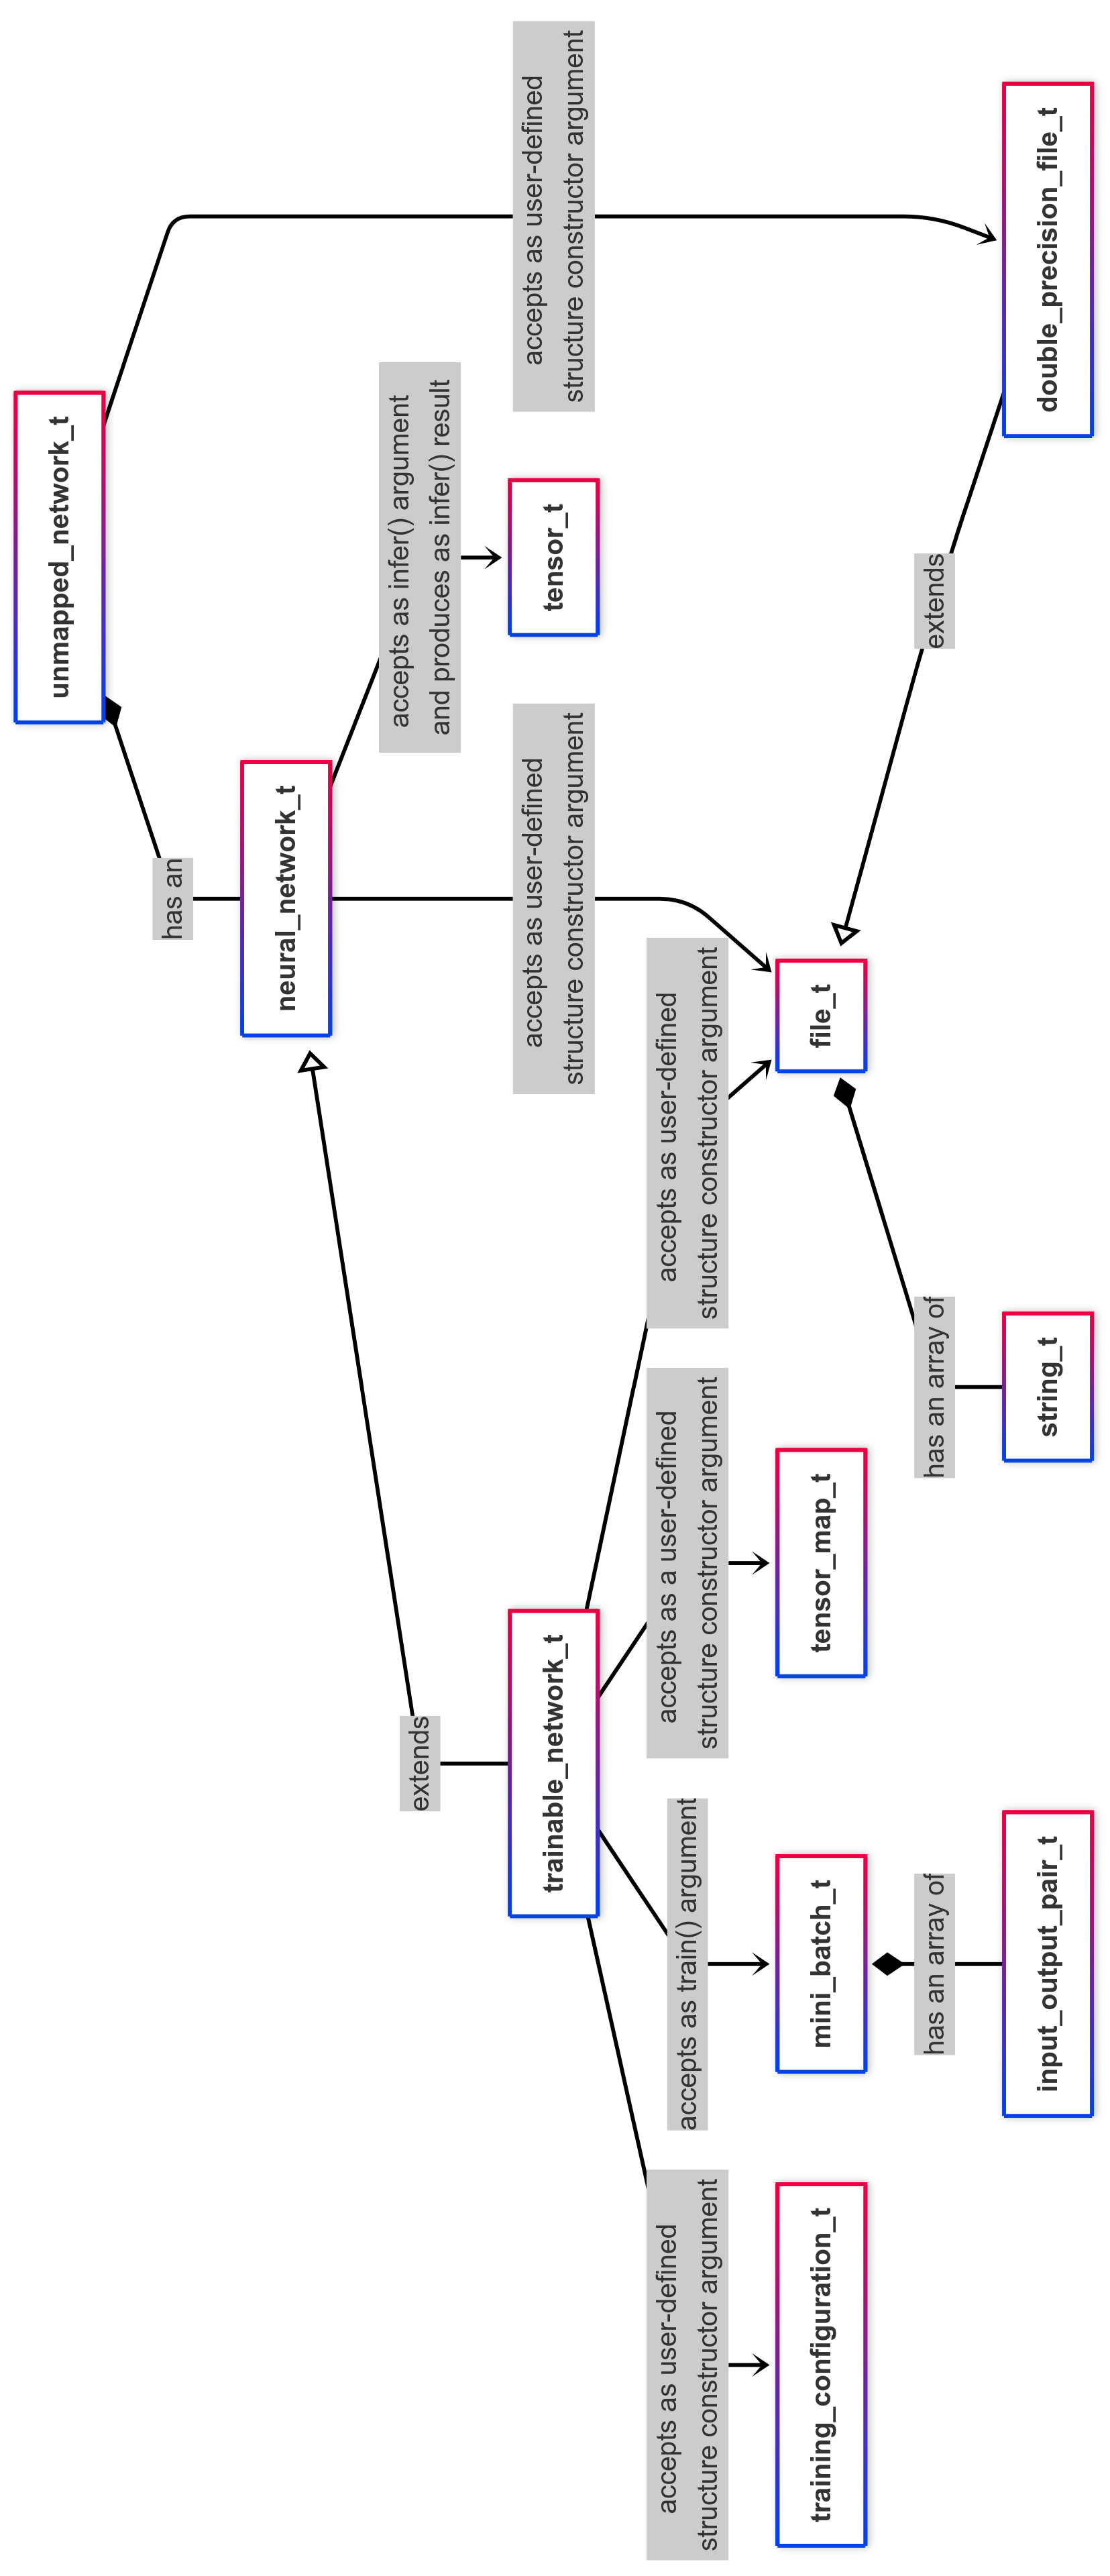 unmapped_network_t
has an
neural_network_t
accepts as infer() argument
and produces as infer() result
extends
tensor_t
accepts as user-defined
structure constructor argument
accepts as user-defined
structure constructor argument
trainable_network_t
accepts as user-defined
structure constructor argument
accepts as train() argument
accepts as a user-defined
structure constructor argument
accepts as user-defined
structure constructor argument
training_configuration_t
mini_batch_t
tensor_map_t
file_t
has an array of
has an array of
extends
input_output_pair_t
string_t
double_precision_file_t